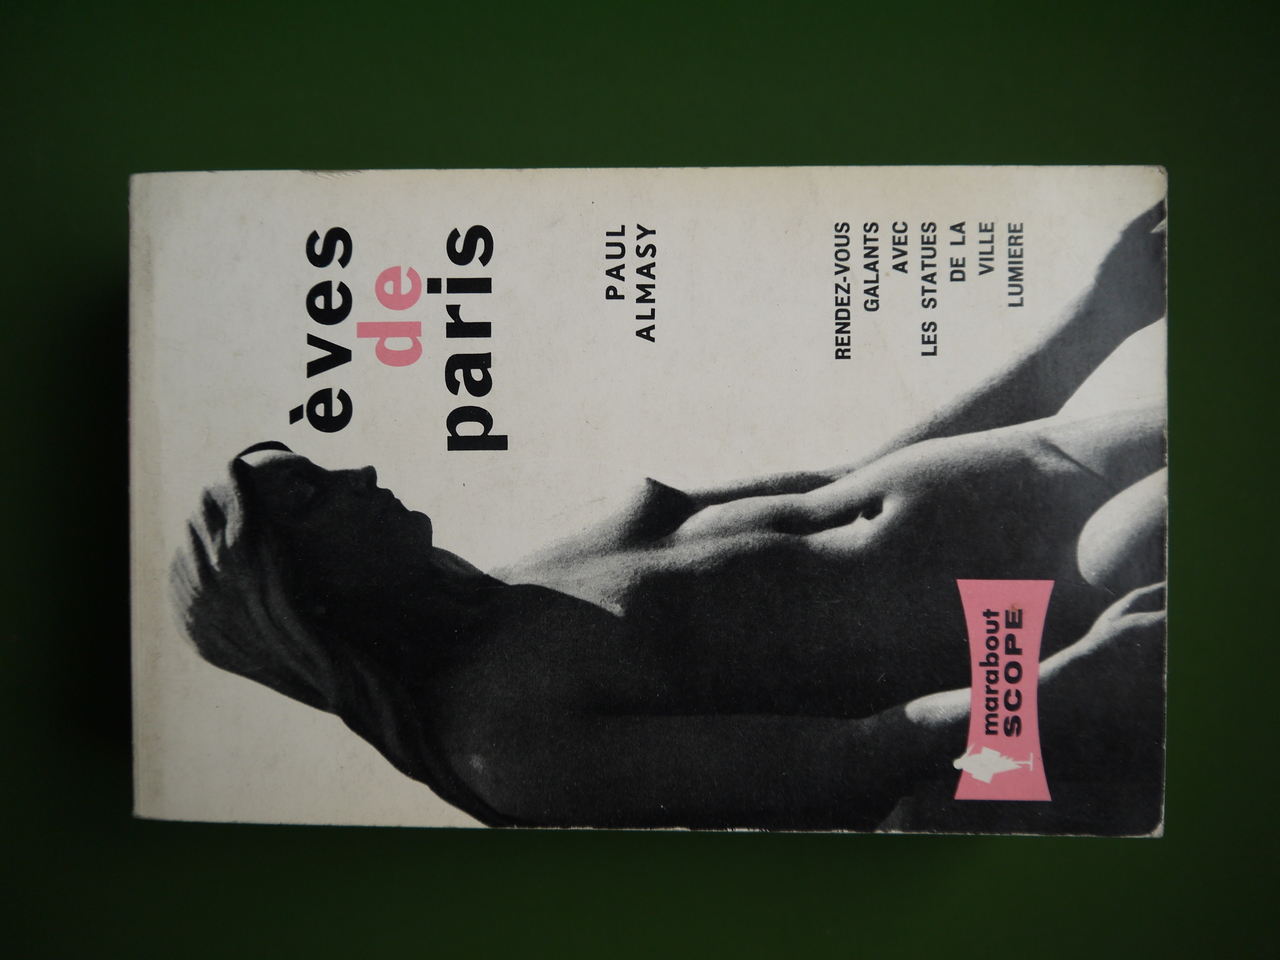 èves
de
paris
PAUL
ALMASY
RENDEZ-VOUS
GALANTS
AVEC
LES STATUES
DE LA
VILLE
LUMIERE
marabout
SCOPE